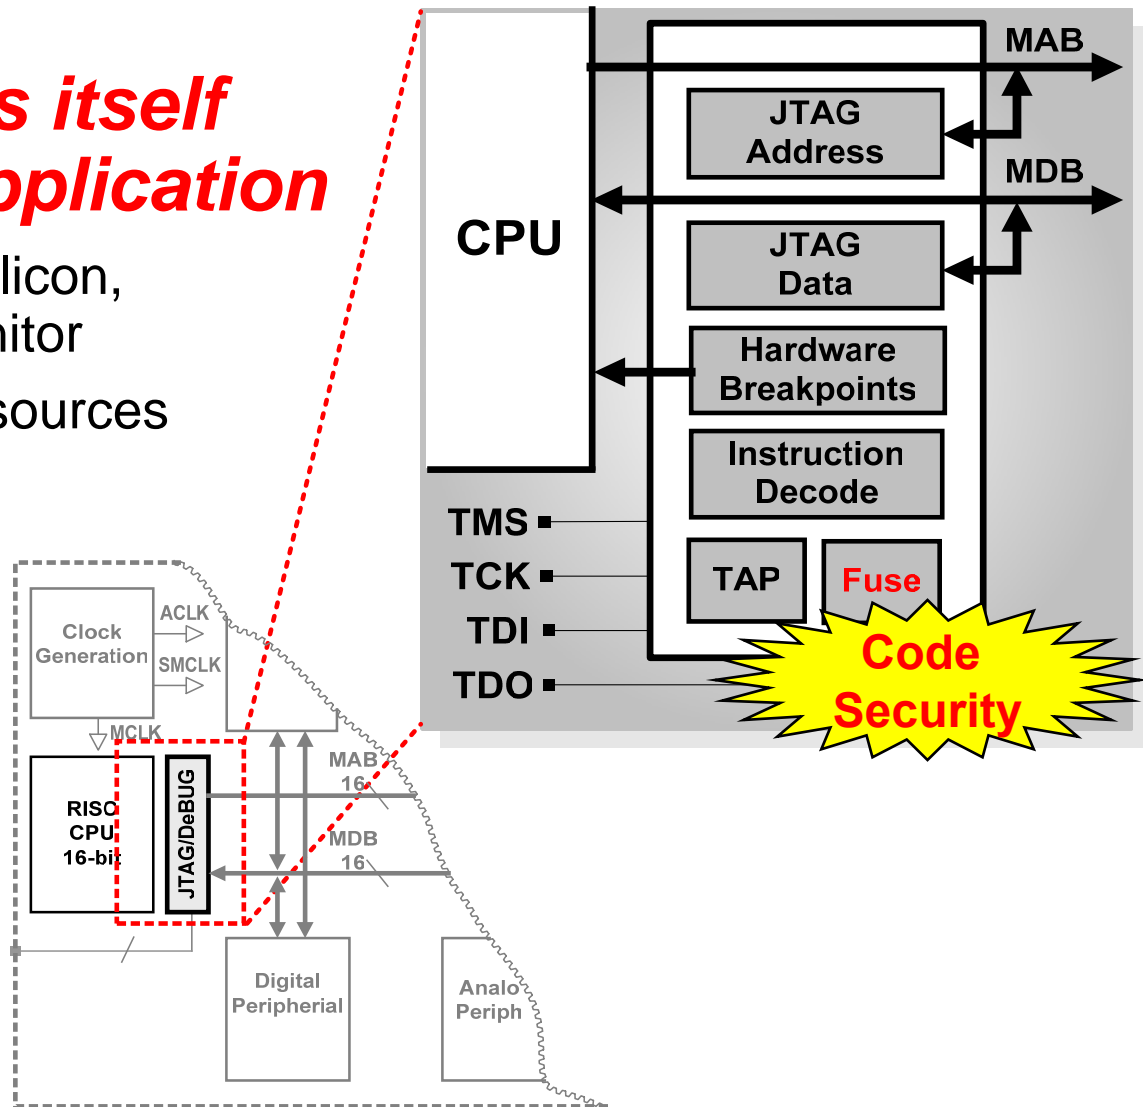 s itself
pplication
licon,
nitor
sources
MAB
JTAG
Address
MDB
CPU
JTAG
Data
Hardware
Breakpoints
Instruction
Decode
TMS
TCK
TAP
Fuse
TDI
TDO
Code
Security
ACLK
Clock
Generation
SMCLK
MCLK
MAB
16
RISC
CPU
16-bit
JTAG/DeBUG
MDB
16
Digital
Peripherial
Analo
Periph